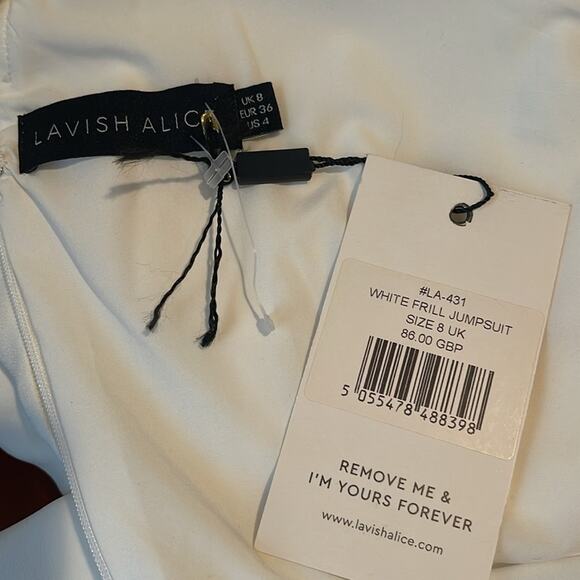 LAVISH ALICE
UK 8
EUR 36
US 4
#LA-431
WHITE FRILL JUMPSUIT
SIZE 8 UK
86.00 GBP
5 055478 488398
REMOVE ME &
I'M YOURS FOREVER
www.lavishalice.com